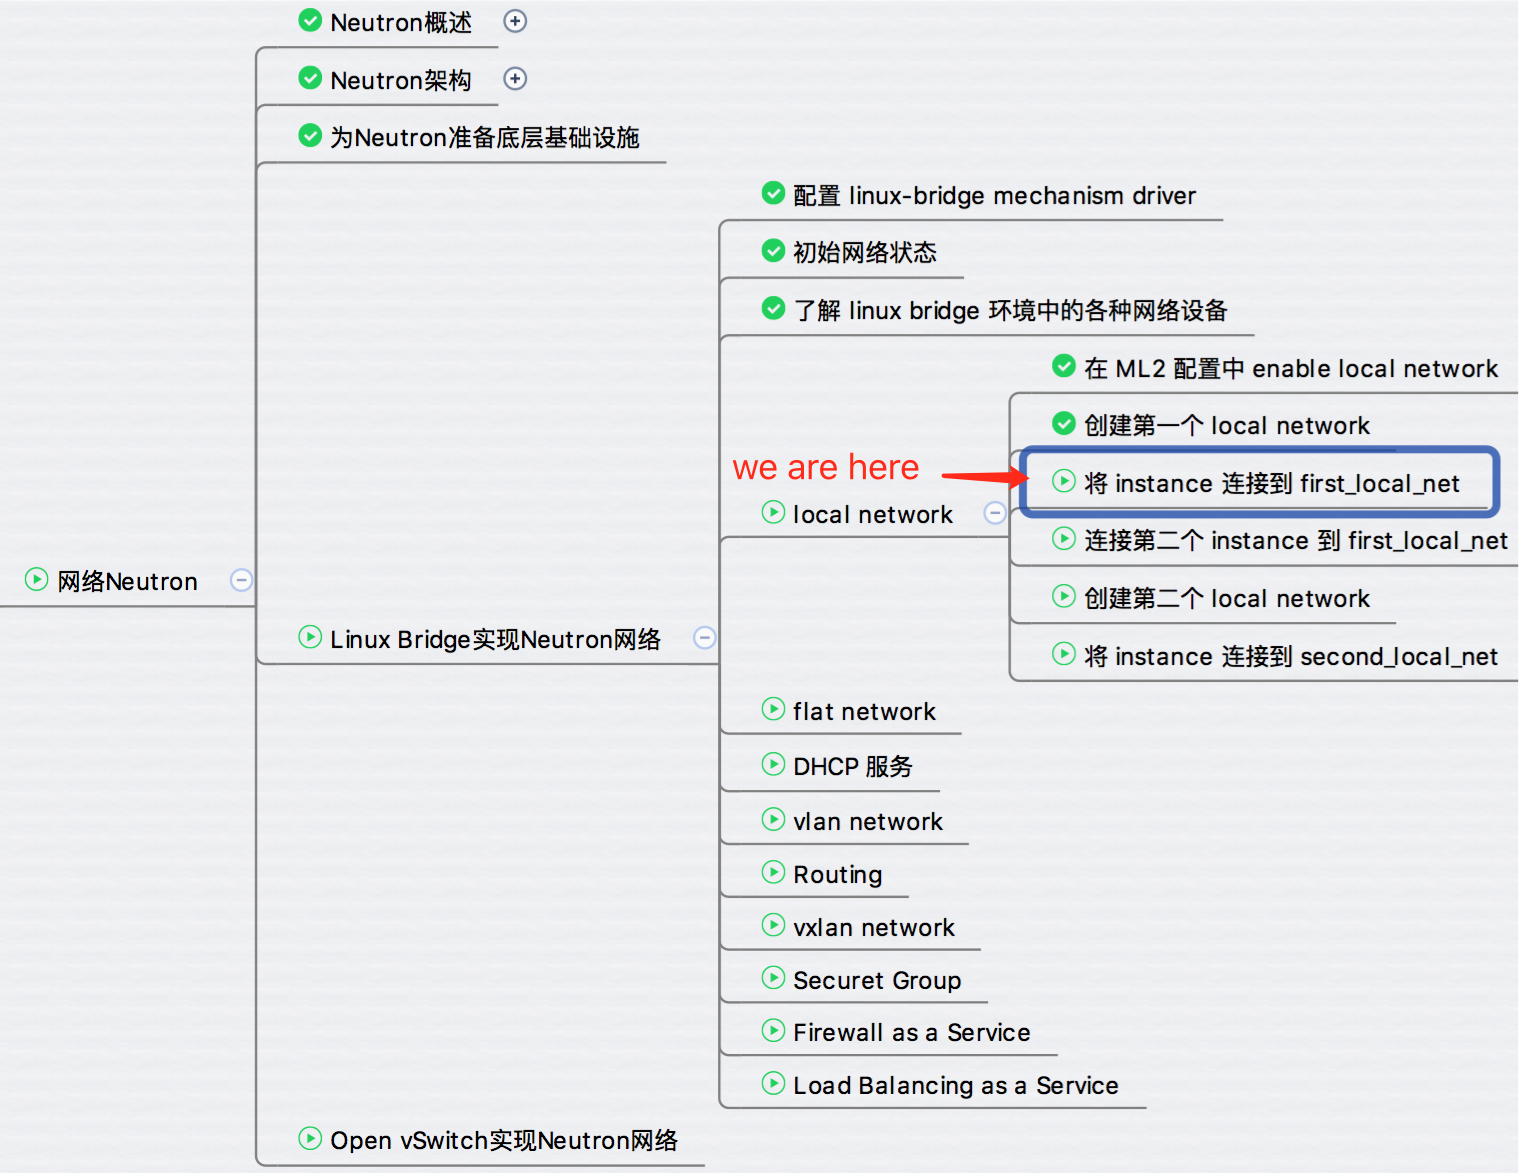 Neutron概述
Neutron架构
为Neutron准备底层基础设施
配置 linux-bridge mechanism driver
初始网络状态
了解 linux bridge 环境中的各种网络设备
在 ML2 配置中 enable local network
创建第一个 local network
we are here
将 instance 连接到 first_local_net
local network
连接第二个 instance 到 first_local_net
网络Neutron
创建第二个 local network
Linux Bridge实现Neutron网络
将 instance 连接到 second_local_net
flat network
DHCP 服务
vlan network
Routing
vxlan network
Securet Group
Firewall as a Service
Load Balancing as a Service
Open vSwitch实现Neutron网络